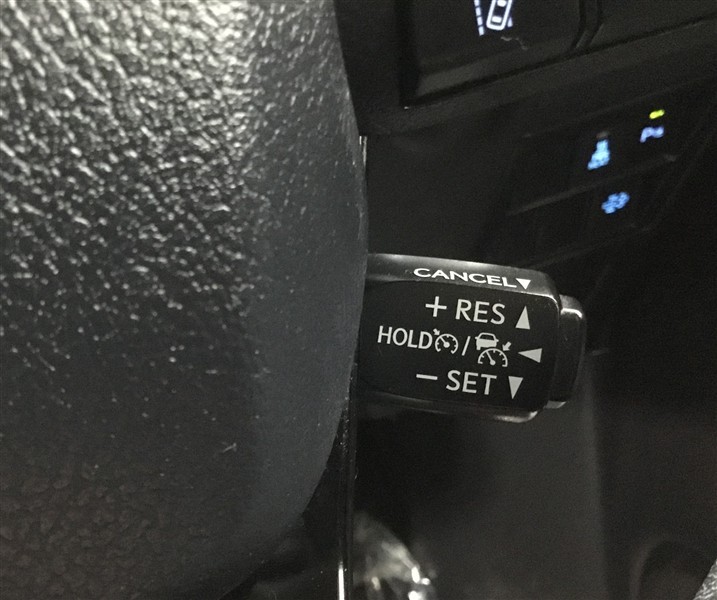 CANCEL▼
+ RES ▲
HOLD / ◄
− SET ▼